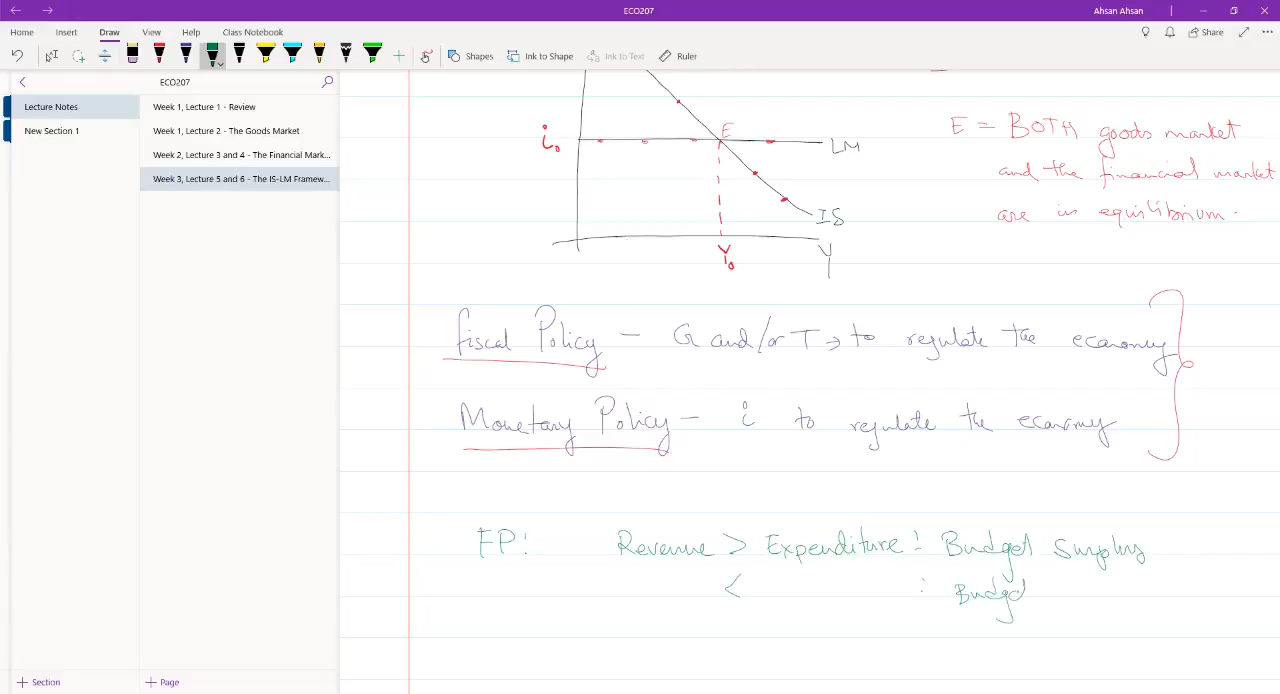 ECO207
Ahsan Ahsan
Home Insert Draw View Help Class Notebook
Share
Shapes Ink to Shape Ink to Text Ruler
ECO207
Lecture Notes
New Section 1
Week 1, Lecture 1 - Review
Week 1, Lecture 2 - The Goods Market
Week 2, Lecture 3 and 4 - The Financial Mark...
Week 3, Lecture 5 and 6 - The IS-LM Framew...
i₀
E
LM
IS
Y₀
Y
E = BOTH goods market
and the financial market
are in equilibrium.
Fiscal Policy - G and/or T → to regulate the economy
Monetary Policy - i to regulate the economy
FP: Revenue > Expenditure : Budget Surplus
< : Budget
Section
Page